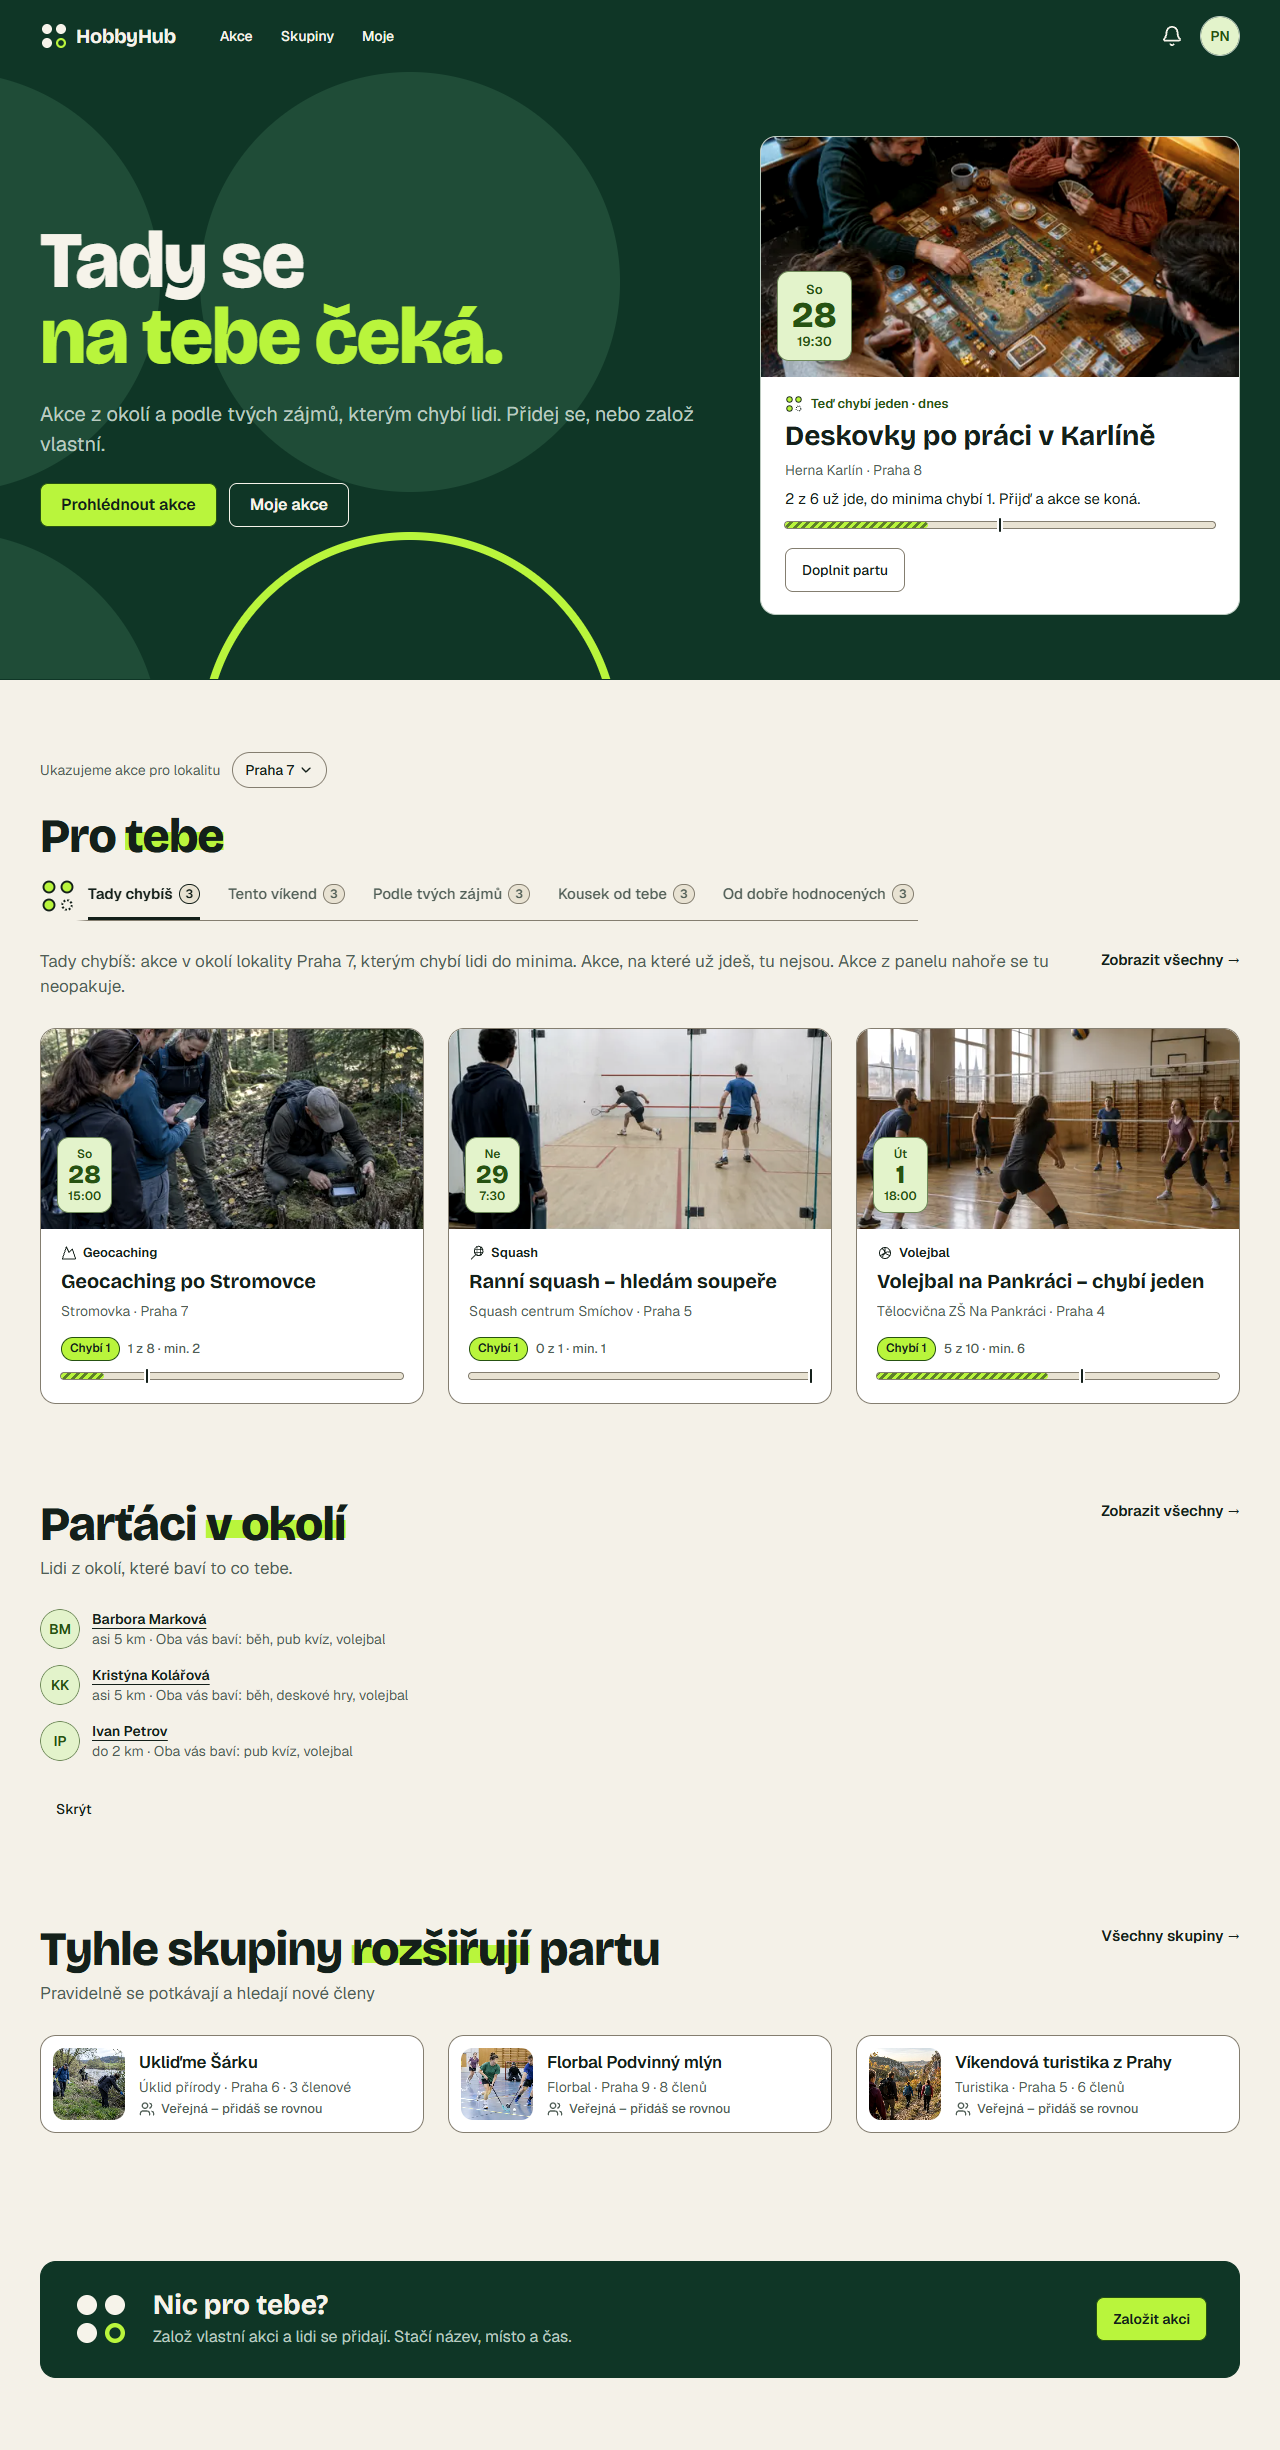 HobbyHub
Akce
Skupiny
Moje
PN
Tady se
na tebe čeká.
Akce z okolí a podle tvých zájmů, kterým chybí lidi. Přidej se, nebo založ
vlastní.
Prohlédnout akce
Moje akce
So
28
19:30
Teď chybí jeden · dnes
Deskovky po práci v Karlíně
Herna Karlín · Praha 8
2 z 6 už jde, do minima chybí 1. Přijď a akce se koná.
Doplnit partu
Ukazujeme akce pro lokalitu
Praha 7
Pro tebe
Tady chybíš 3
Tento víkend 3
Podle tvých zájmů 3
Kousek od tebe 3
Od dobře hodnocených 3
Tady chybíš: akce v okolí lokality Praha 7, kterým chybí lidi do minima. Akce, na které už jdeš, tu nejsou. Akce z panelu nahoře se tu
neopakuje.
Zobrazit všechny →
So
28
15:00
Geocaching
Geocaching po Stromovce
Stromovka · Praha 7
Chybí 1
1 z 8 · min. 2
Ne
29
7:30
Squash
Ranní squash – hledám soupeře
Squash centrum Smíchov · Praha 5
Chybí 1
0 z 1 · min. 1
Út
1
18:00
Volejbal
Volejbal na Pankráci – chybí jeden
Tělocvična ZŠ Na Pankráci · Praha 4
Chybí 1
5 z 10 · min. 6
Parťáci v okolí
Zobrazit všechny →
Lidi z okolí, které baví to co tebe.
BM
Barbora Marková
asi 5 km · Oba vás baví: běh, pub kvíz, volejbal
KK
Kristýna Kolářová
asi 5 km · Oba vás baví: běh, deskové hry, volejbal
IP
Ivan Petrov
do 2 km · Oba vás baví: pub kvíz, volejbal
Skrýt
Tyhle skupiny rozšiřují partu
Všechny skupiny →
Pravidelně se potkávají a hledají nové členy
Ukliďme Šárku
Úklid přírody · Praha 6 · 3 členové
Veřejná – přidáš se rovnou
Florbal Podvinný mlýn
Florbal · Praha 9 · 8 členů
Veřejná – přidáš se rovnou
Víkendová turistika z Prahy
Turistika · Praha 5 · 6 členů
Veřejná – přidáš se rovnou
Nic pro tebe?
Založ vlastní akci a lidi se přidají. Stačí název, místo a čas.
Založit akci